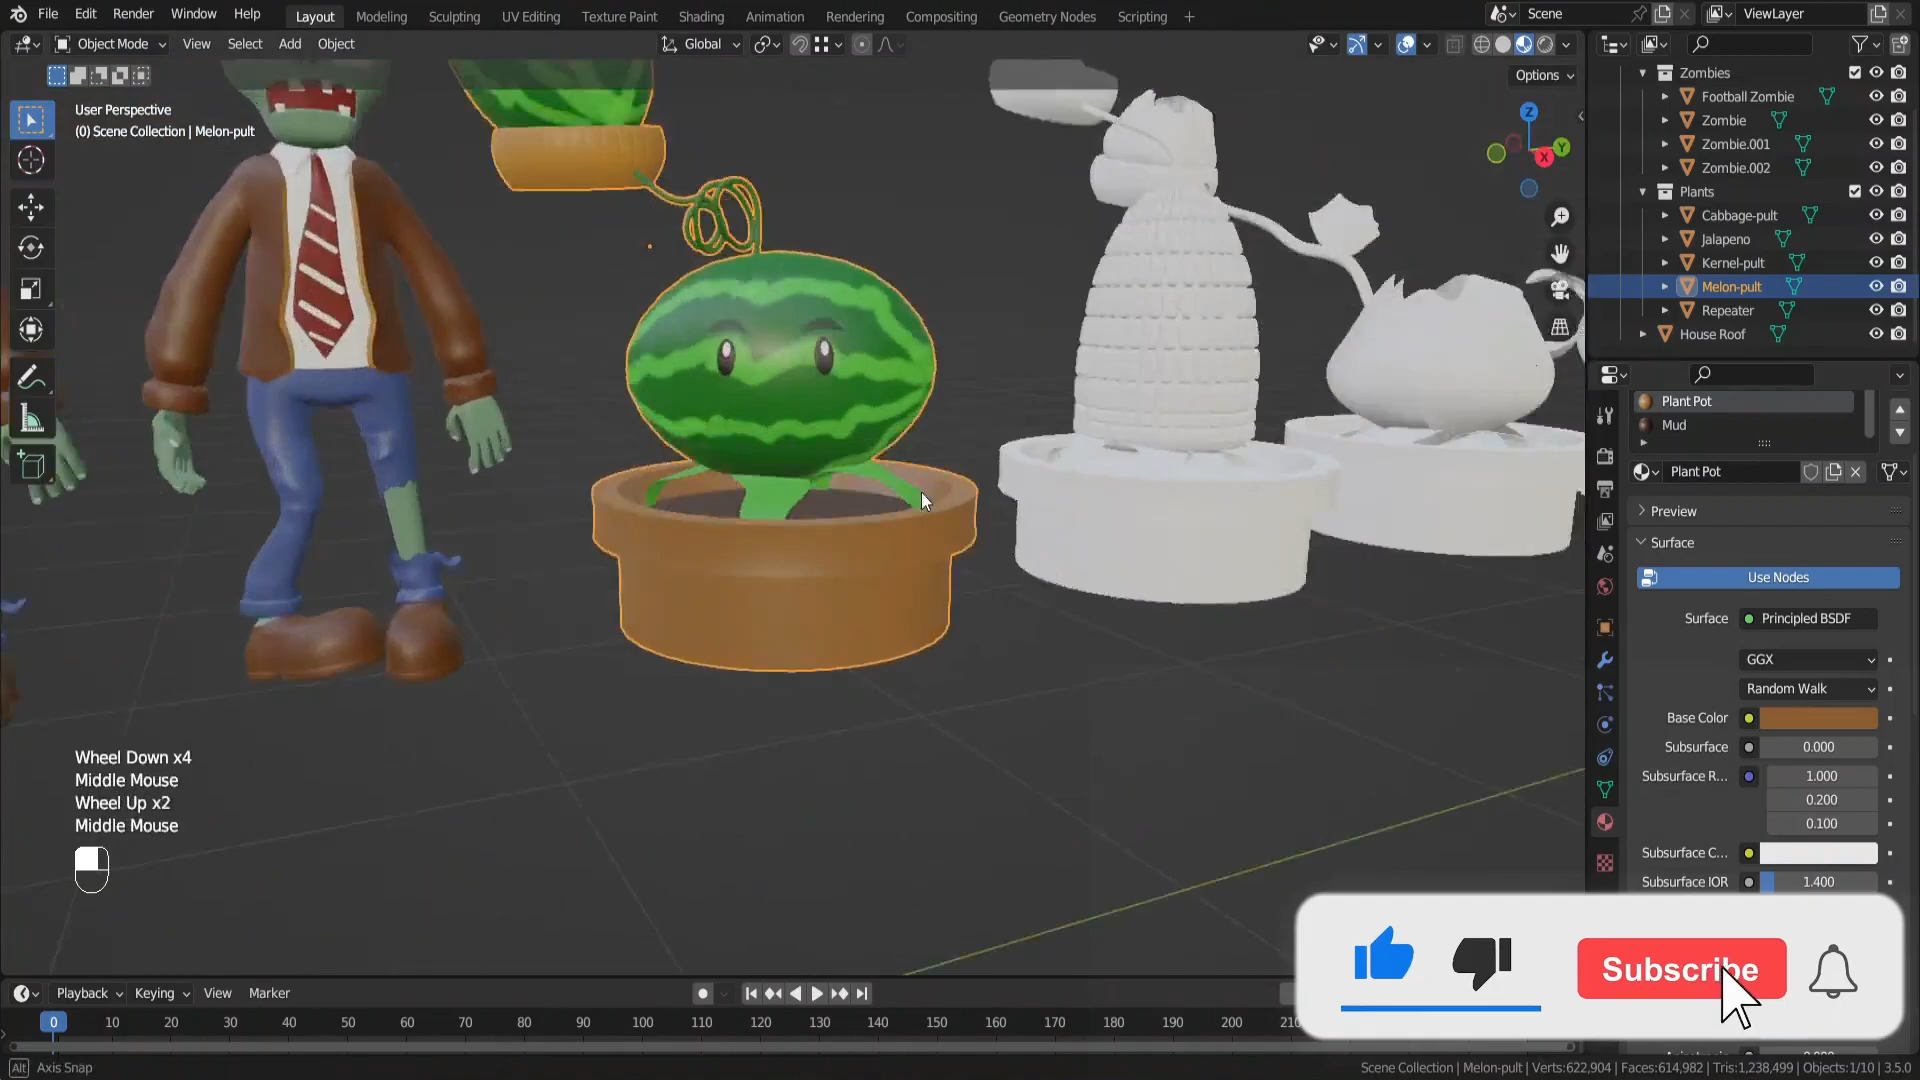 File Edit Render Window Help
Layout Modeling Sculpting UV Editing Texture Paint Shading Animation Rendering Compositing Geometry Nodes Scripting
Scene
ViewLayer
Object Mode View Select Add Object
Global
Options
User Perspective
(0) Scene Collection | Melon-pult
Z
Y
X
Zombies
Football Zombie
Zombie
Zombie.001
Zombie.002
Plants
Cabbage-pult
Jalapeno
Kernel-pult
Melon-pult
Repeater
House Roof
Plant Pot
Mud
Plant Pot
Preview
Surface
Use Nodes
Surface Principled BSDF
GGX
Random Walk
Base Color
Subsurface 0.000
Subsurface R... 1.000
0.200
0.100
Subsurface C...
Subsurface IOR 1.400
Wheel Down x4
Middle Mouse
Wheel Up x2
Middle Mouse
Subscribe
Playback Keying View Marker
0 10 20 30 40 50 60 70 80 90 100 110 120 130 140 150 160 170 180 190 200
Alt Axis Snap
Scene Collection | Melon-pult | Verts:622,904 | Faces:614,982 | Tris:1,238,499 | Objects:1/10 | 3.5.0